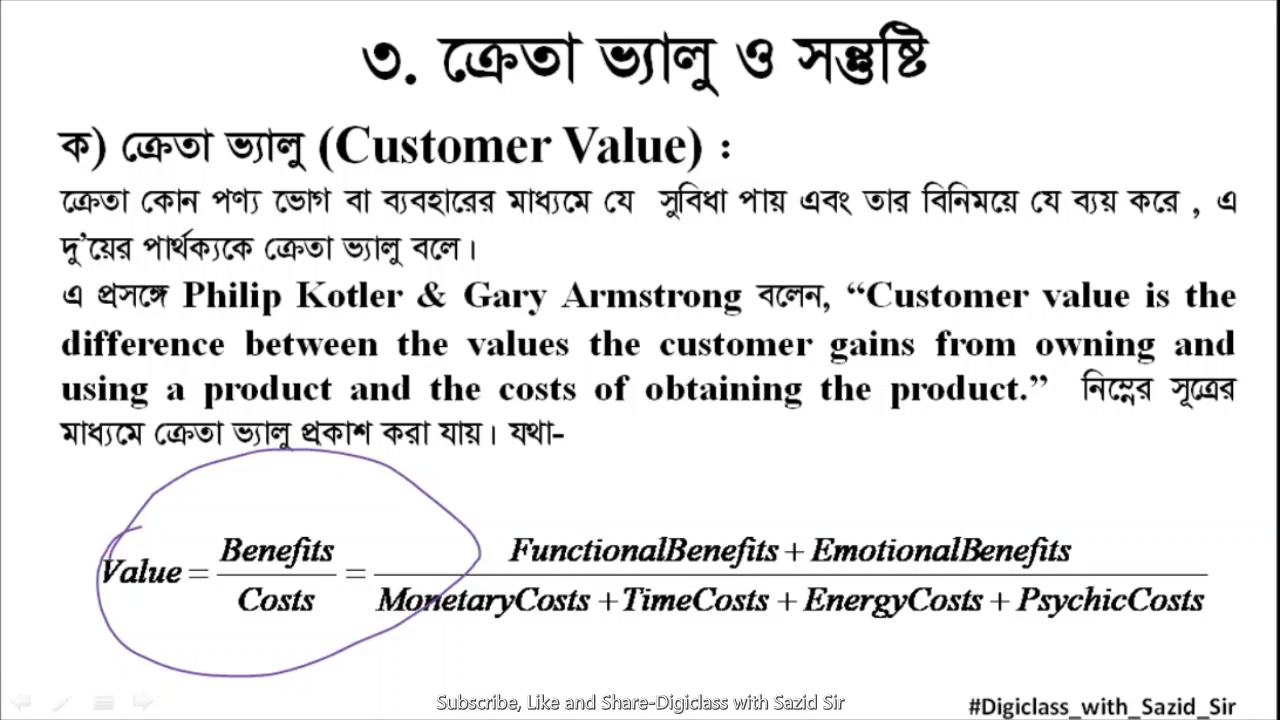 ৩. ক্রেতা ভ্যালু ও সন্তুষ্টি
ক) ক্রেতা ভ্যালু (Customer Value) :
ক্রেতা কোন পণ্য ভোগ বা ব্যবহারের মাধ্যমে যে সুবিধা পায় এবং তার বিনিময়ে যে ব্যয় করে , এ
দু’য়ের পার্থক্যকে ক্রেতা ভ্যালু বলে।
এ প্রসঙ্গে Philip Kotler & Gary Armstrong বলেন, “Customer value is the
difference between the values the customer gains from owning and
using a product and the costs of obtaining the product.” নিম্নের সূত্রের
মাধ্যমে ক্রেতা ভ্যালু প্রকাশ করা যায়। যথা-
Value = Benefits / Costs = FunctionalBenefits + EmotionalBenefits / MonetaryCosts + TimeCosts + EnergyCosts + PsychicCosts
Subscribe, Like and Share-Digiclass with Sazid Sir
#Digiclass_with_Sazid_Sir